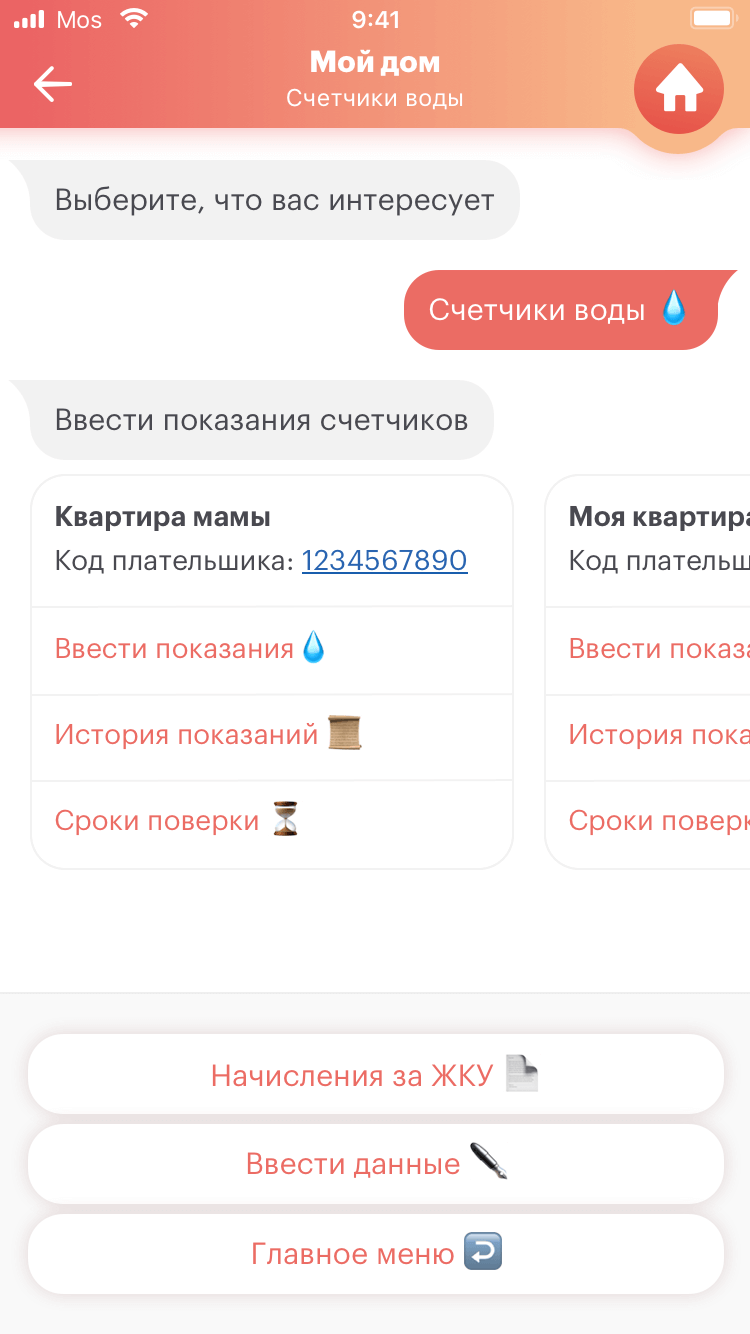 Mos 9:41
Мой дом
Счетчики воды
Выберите, что вас интересует
Счетчики воды 💧
Ввести показания счетчиков
Квартира мамы
Код плательшика: 1234567890
Ввести показания 💧
История показаний 📜
Сроки поверки ⏳
Моя квартира
Код платель
Ввести показа
История пока
Сроки поверк
Начисления за ЖКУ 📄
Ввести данные 🖋
Главное меню ↩️